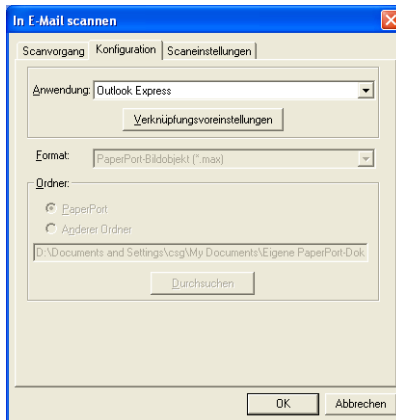 In E-Mail scannen
Scanvorgang Konfiguration Scaneinstellungen
Anwendung: Outlook Express
Verknüpfungsvoreinstellungen
Format: PaperPort-Bildobjekt (*.max)
Ordner:
PaperPort
Anderer Ordner
D:\Documents and Settings\csg\My Documents\Eigene PaperPort-Dok
Durchsuchen
OK Abbrechen